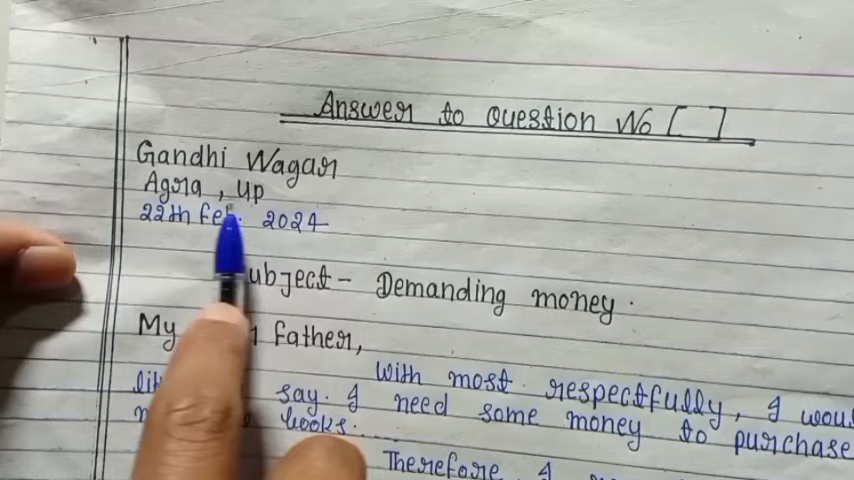 Answer to Question No [ ]
Gandhi Nagar
Agra, up
22th feb. 2024
Subject - Demanding money.
My father,
With most respectfully, I
say. I need some money to purchase
books.....
Therefore, I